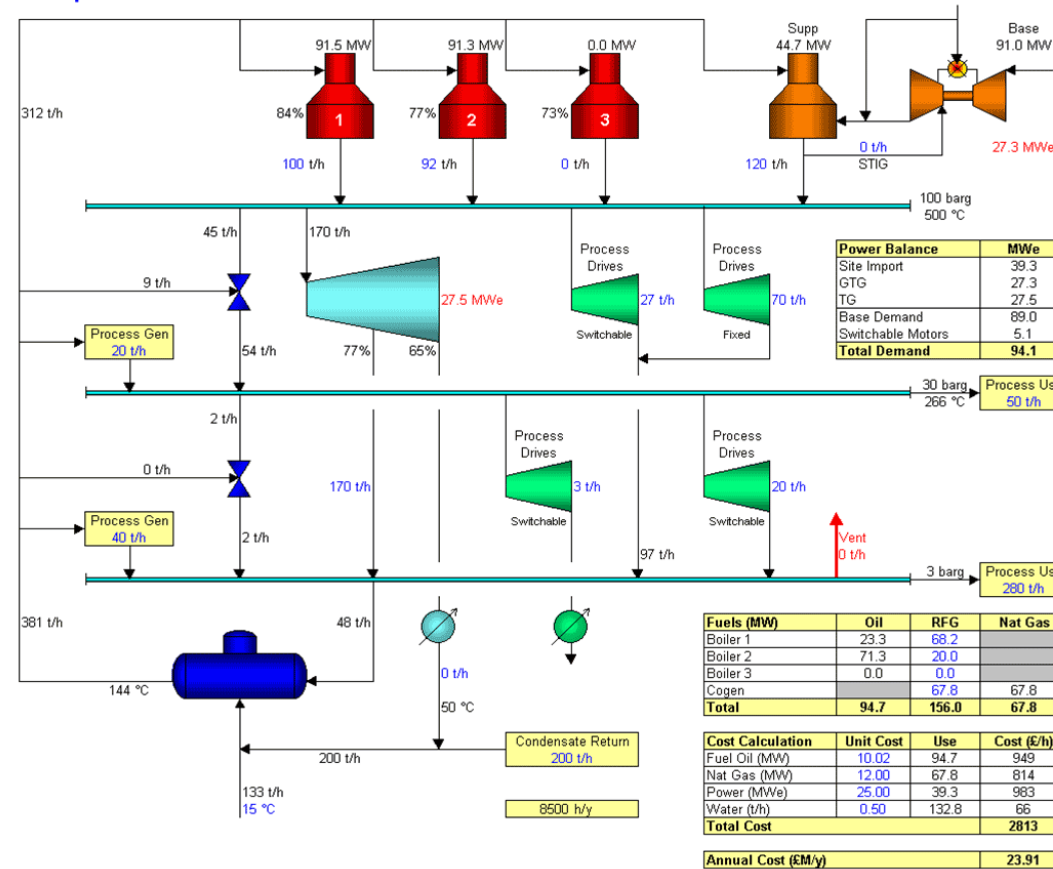 Supp
Base
91.5 MW
91.3 MW
0.0 MW
44.7 MW
91.0 MW
312 t/h
84%
1
77%
2
73%
3
100 t/h
92 t/h
0 t/h
120 t/h
0 t/h
STIG
27.3 MWe
100 barg
500 °C
45 t/h
170 t/h
Process
Drives
Process
Drives
9 t/h
27.5 MWe
27 t/h
70 t/h
Switchable
Fixed
Power Balance MWe
Site Import 39.3
GTG 27.3
TG 27.5
Base Demand 89.0
Switchable Motors 5.1
Total Demand 94.1
Process Gen
20 t/h
54 t/h
77%
65%
30 barg
266 °C
Process Us
50 t/h
2 t/h
Process
Drives
Process
Drives
0 t/h
170 t/h
3 t/h
20 t/h
Switchable
Switchable
Process Gen
40 t/h
2 t/h
97 t/h
Vent
0 t/h
3 barg
Process Us
280 t/h
381 t/h
48 t/h
144 °C
0 t/h
50 °C
Fuels (MW) Oil RFG Nat Gas
Boiler 1 23.3 68.2
Boiler 2 71.3 20.0
Boiler 3 0.0 0.0
Cogen 67.8 67.8
Total 94.7 156.0 67.8
200 t/h
Condensate Return
200 t/h
133 t/h
15 °C
8500 h/y
Cost Calculation Unit Cost Use Cost (£/h)
Fuel Oil (MW) 10.02 94.7 949
Nat Gas (MW) 12.00 67.8 814
Power (MWe) 25.00 39.3 983
Water (t/h) 0.50 132.8 66
Total Cost 2813
Annual Cost (£M/y) 23.91